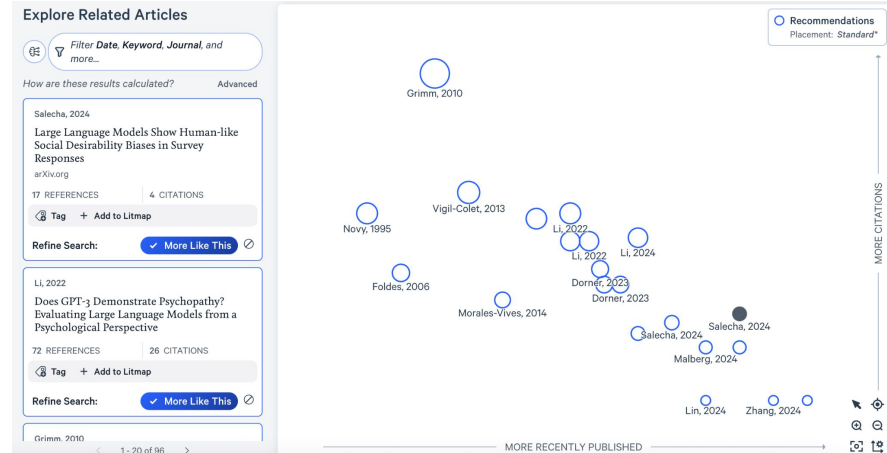 Explore Related Articles
Filter Date, Keyword, Journal, and
more...
How are these results calculated?
Advanced
Salecha, 2024
Large Language Models Show Human-like
Social Desirability Biases in Survey
Responses
arXiv.org
17 REFERENCES
4 CITATIONS
Tag
+ Add to Litmap
Refine Search:
More Like This
Li, 2022
Does GPT-3 Demonstrate Psychopathy?
Evaluating Large Language Models from a
Psychological Perspective
72 REFERENCES
26 CITATIONS
Tag
+ Add to Litmap
Refine Search:
More Like This
Grimm, 2010
1 - 20 of 96
Recommendations
Placement: Standard*
Grimm, 2010
Vigil-Colet, 2013
Novy, 1995
Li, 2022
Li, 2022
Li, 2024
Foldes, 2006
Dorner, 2023
Dorner, 2023
Morales-Vives, 2014
Salecha, 2024
Salecha, 2024
Malberg, 2024
Lin, 2024
Zhang, 2024
MORE CITATIONS
MORE RECENTLY PUBLISHED